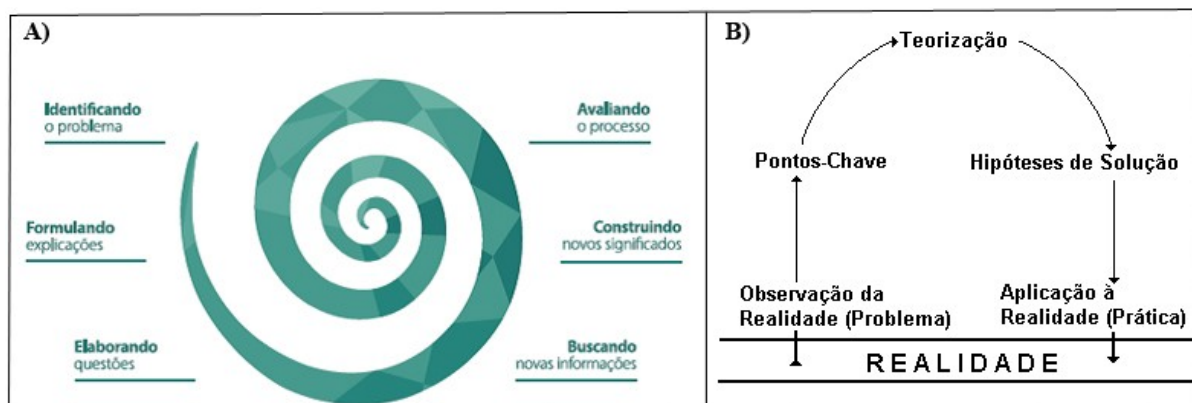 A)
Identificando
o problema
Formulando
explicações
Elaborando
questões
Avaliando
o processo
Construindo
novos significados
Buscando
novas informações
B)
Teorização
Pontos-Chave
Hipóteses de Solução
Observação da
Realidade (Problema)
Aplicação à
Realidade (Prática)
REALIDADE